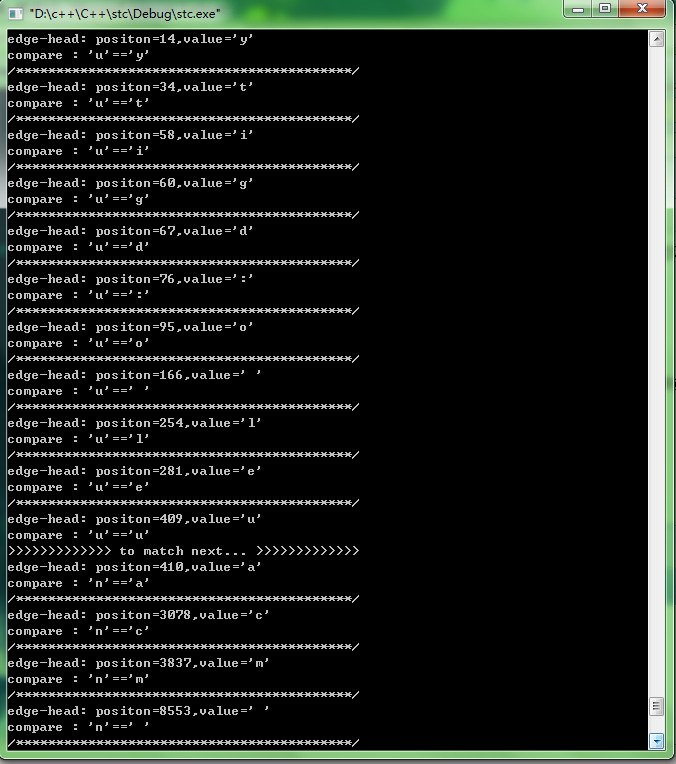 "D:\c++\C++\stc\Debug\stc.exe"
edge-head: positon=14,value='y'
compare : 'u'=='y'
/******************************************/
edge-head: positon=34,value='t'
compare : 'u'=='t'
/******************************************/
edge-head: positon=58,value='i'
compare : 'u'=='i'
/******************************************/
edge-head: positon=60,value='g'
compare : 'u'=='g'
/******************************************/
edge-head: positon=67,value='d'
compare : 'u'=='d'
/******************************************/
edge-head: positon=76,value=':'
compare : 'u'==':'
/******************************************/
edge-head: positon=95,value='o'
compare : 'u'=='o'
/******************************************/
edge-head: positon=166,value=' '
compare : 'u'==' '
/******************************************/
edge-head: positon=254,value='l'
compare : 'u'=='l'
/******************************************/
edge-head: positon=281,value='e'
compare : 'u'=='e'
/******************************************/
edge-head: positon=409,value='u'
compare : 'u'=='u'
>>>>>>>>>>>>> to match next... >>>>>>>>>>>>>
edge-head: positon=410,value='a'
compare : 'n'=='a'
/******************************************/
edge-head: positon=3078,value='c'
compare : 'n'=='c'
/******************************************/
edge-head: positon=3837,value='m'
compare : 'n'=='m'
/******************************************/
edge-head: positon=8553,value=' '
compare : 'n'==' '
/******************************************/